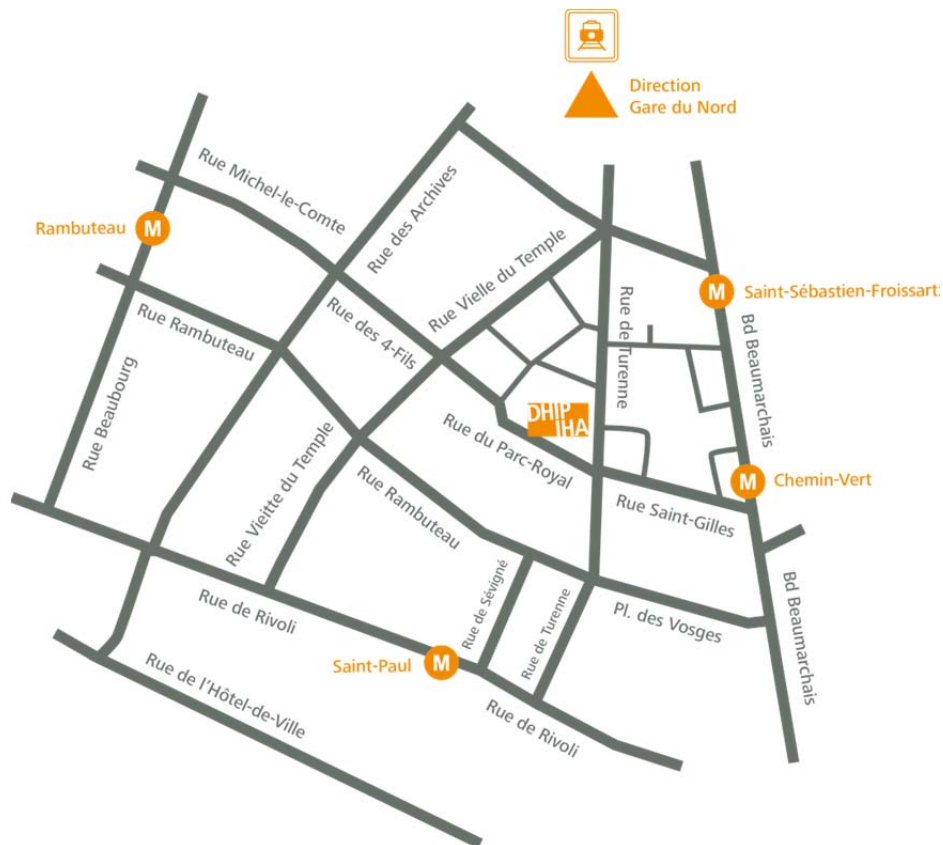 Direction
Gare du Nord
Rue Michel-le-Comte
Rue des Archives
Rambuteau
M
Rue Vielle du Temple
M
Saint-Sébastien-Froissart
Rue Rambuteau
Rue des 4-Fils
Rue de Turenne
Bd Beaumarchais
Rue Beaubourg
DHIP
IHA
Rue du Parc-Royal
M
Chemin-Vert
Rue Vieitte du Temple
Rue Rambuteau
Rue Saint-Gilles
Rue de Rivoli
Rue de Sévigné
Rue de Turenne
Pl. des Vosges
Bd Beaumarchais
Saint-Paul
M
Rue de l'Hôtel-de-Ville
Rue de Rivoli